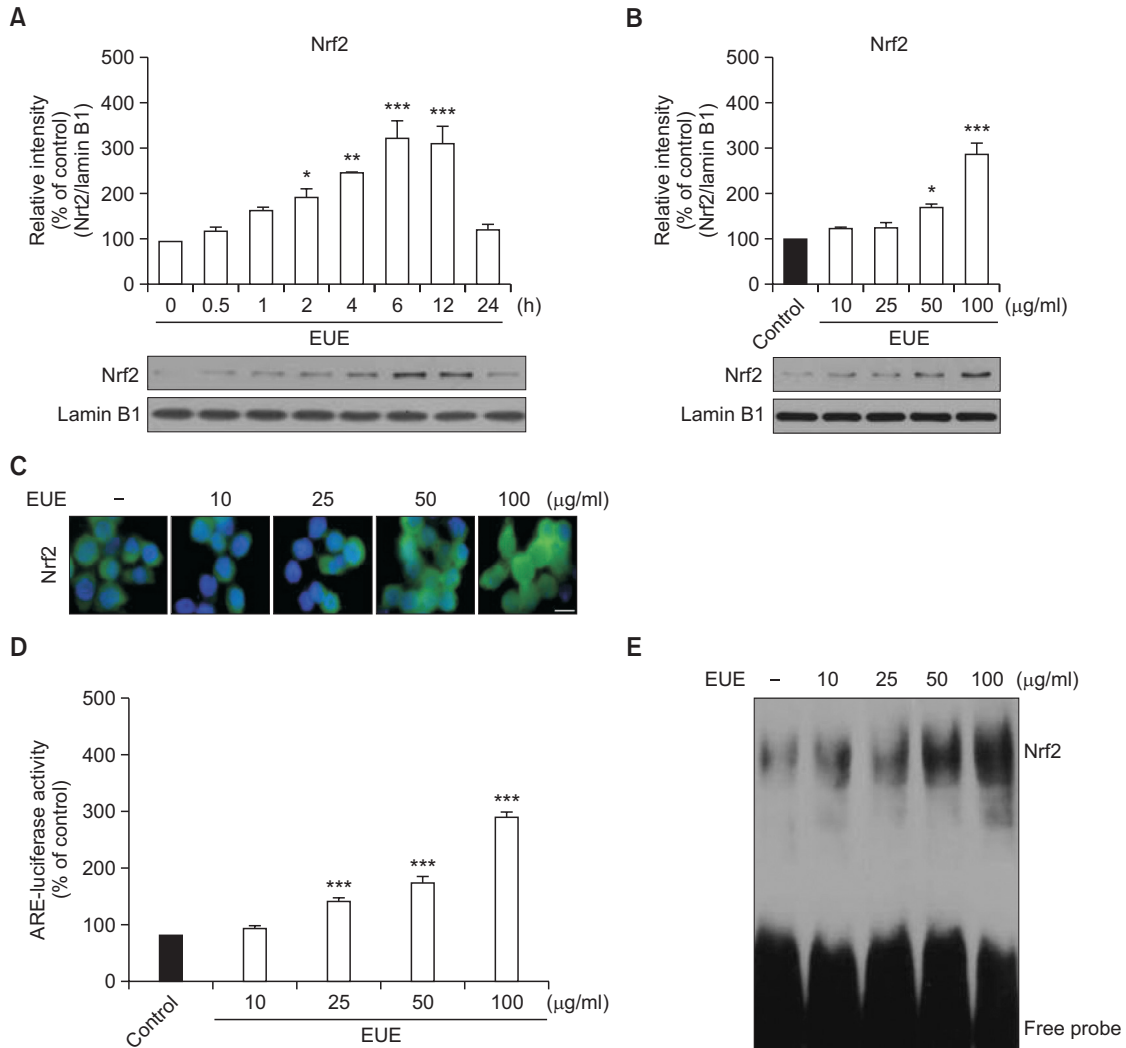 A
Nrf2
Relative intensity
(% of control)
(Nrt2/lamin B1)
500
400
300
200
100
0
*
**
***
***
0 0.5 1 2 4 6 12 24 (h)
EUE
Nrf2
Lamin B1
B
Nrf2
Relative intensity
(% of control)
(Nrf2/lamin B1)
500
400
300
200
100
0
*
***
Control 10 25 50 100 (μg/ml)
EUE
Nrf2
Lamin B1
C
EUE – 10 25 50 100 (μg/ml)
Nrf2
D
ARE-luciferase activity
(% of control)
500
400
300
200
100
0
***
***
***
Control 10 25 50 100 (μg/ml)
EUE
E
EUE – 10 25 50 100 (μg/ml)
Nrf2
Free probe